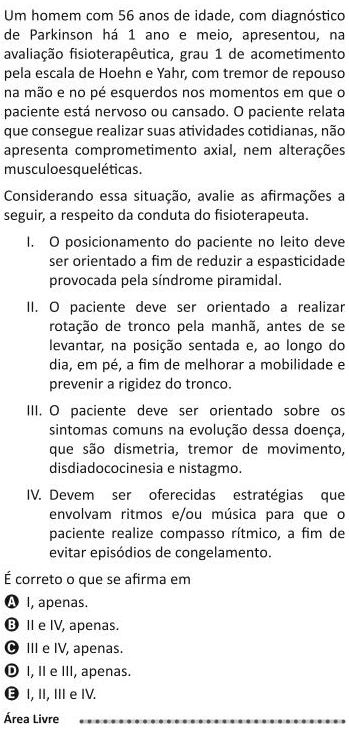 Um homem com 56 anos de idade, com diagnóstico
de Parkinson há 1 ano e meio, apresentou, na
avaliação fisioterapêutica, grau 1 de acometimento
pela escala de Hoehn e Yahr, com tremor de repouso
na mão e no pé esquerdos nos momentos em que o
paciente está nervoso ou cansado. O paciente relata
que consegue realizar suas atividades cotidianas, não
apresenta comprometimento axial, nem alterações
musculoesqueléticas.
Considerando essa situação, avalie as afirmações a
seguir, a respeito da conduta do fisioterapeuta.
I. O posicionamento do paciente no leito deve
ser orientado a fim de reduzir a espasticidade
provocada pela síndrome piramidal.
II. O paciente deve ser orientado a realizar
rotação de tronco pela manhã, antes de se
levantar, na posição sentada e, ao longo do
dia, em pé, a fim de melhorar a mobilidade e
prevenir a rigidez do tronco.
III. O paciente deve ser orientado sobre os
sintomas comuns na evolução dessa doença,
que são dismetria, tremor de movimento,
disdiadococinesia e nistagmo.
IV. Devem ser oferecidas estratégias que
envolvam ritmos e/ou música para que o
paciente realize compasso rítmico, a fim de
evitar episódios de congelamento.
É correto o que se afirma em
A I, apenas.
B II e IV, apenas.
C III e IV, apenas.
D I, II e III, apenas.
E I, II, III e IV.
Área Livre